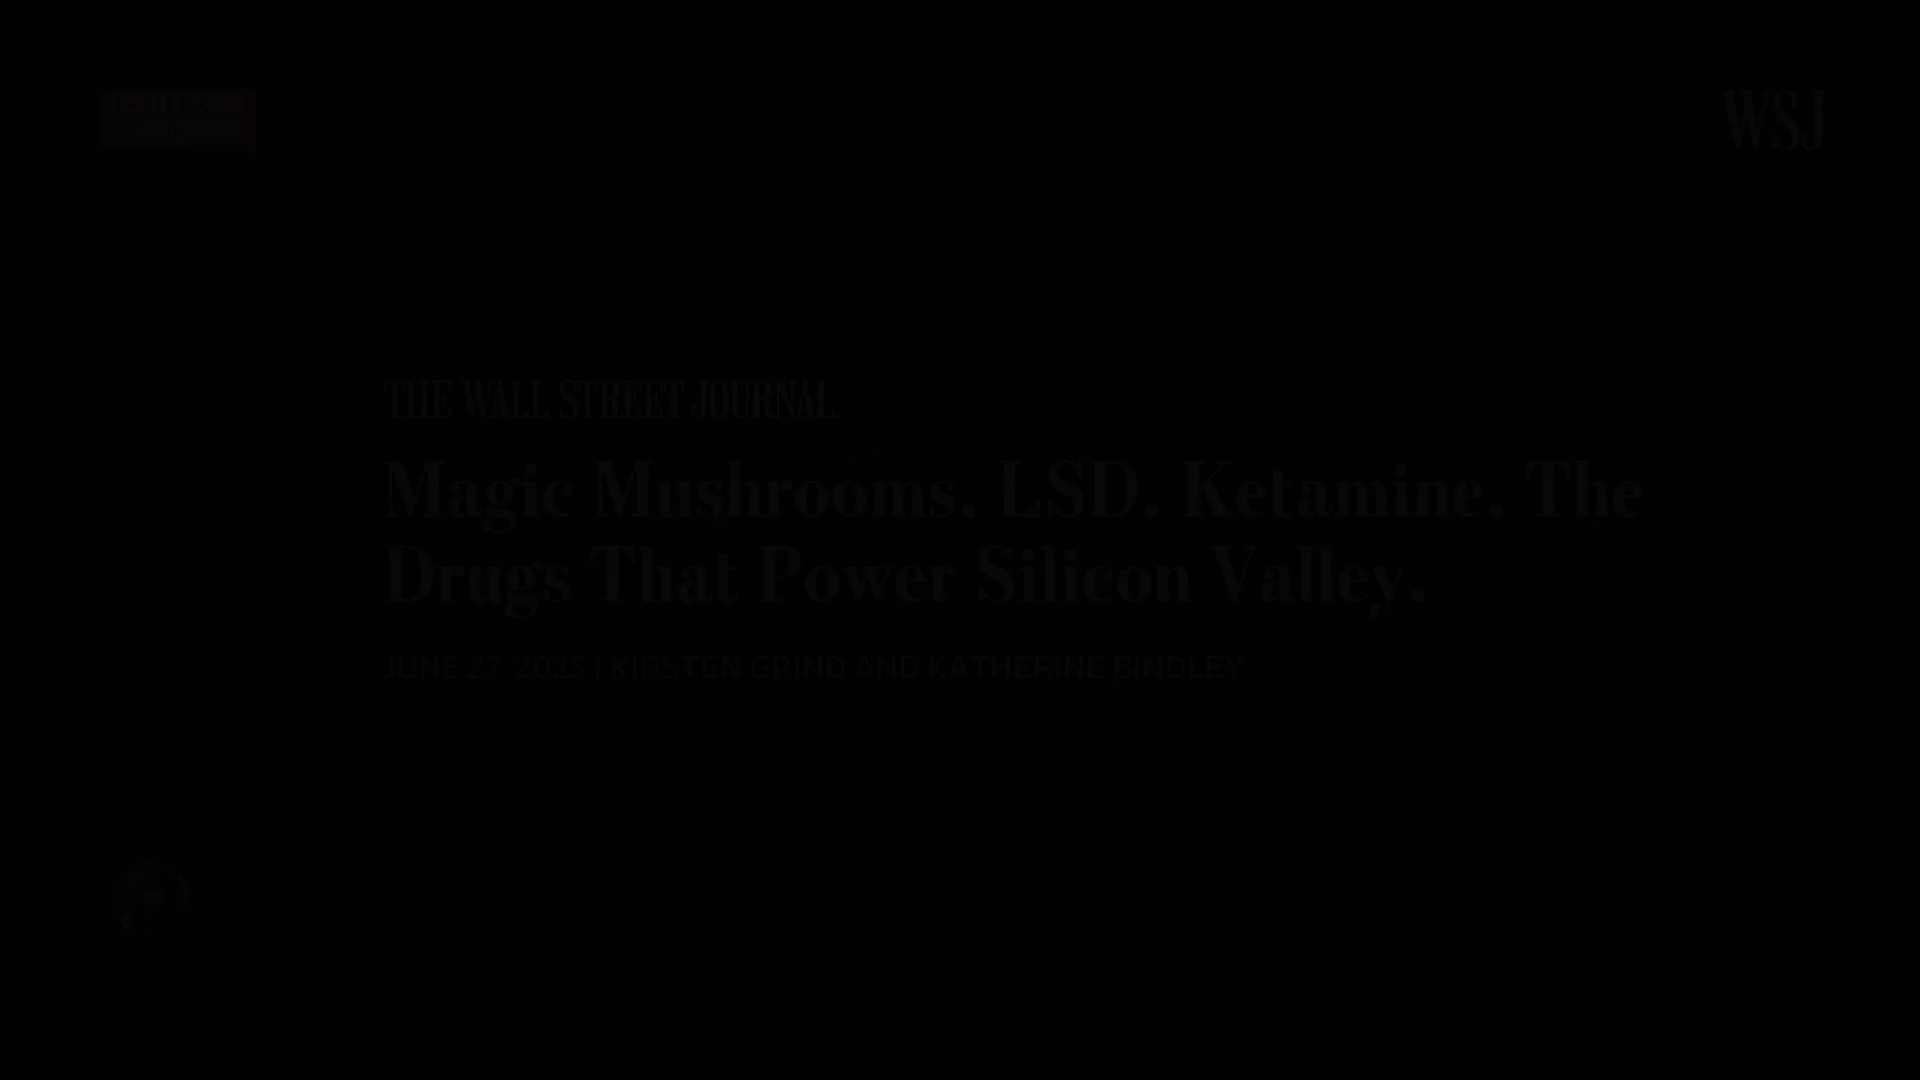 WSJ
THE WALL STREET JOURNAL.
Magic Mushrooms. LSD. Ketamine. The
Drugs That Power Silicon Valley.
JUNE 27, 2023 | KIRSTEN GRIND AND KATHERINE BINDLEY